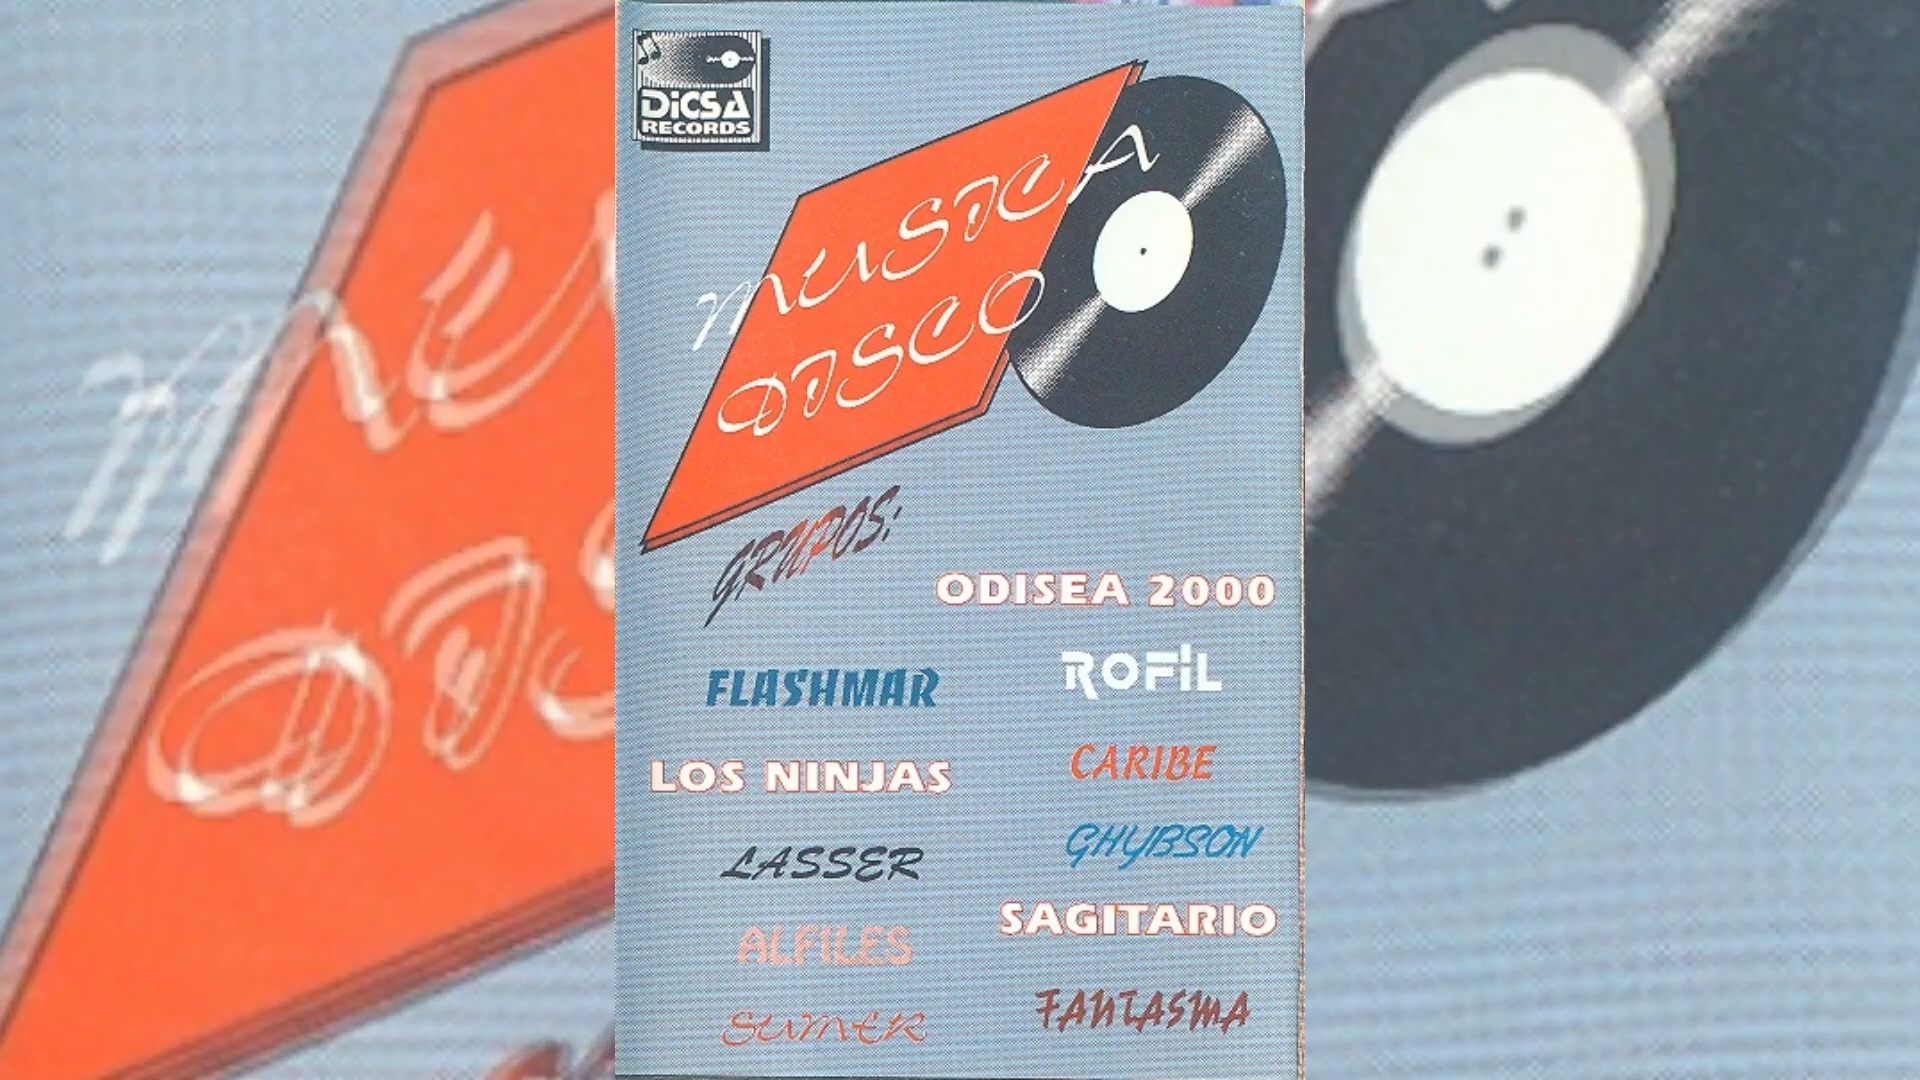 DiCSA
RECORDS
MUSICA
DISCO
GRUPOS:
ODISEA 2000
FLASHMAR
ROFiL
LOS NINJAS
CARIBE
LASSER
GHYBSON
ALFILES
SAGITARIO
SUMER
FANTASMA